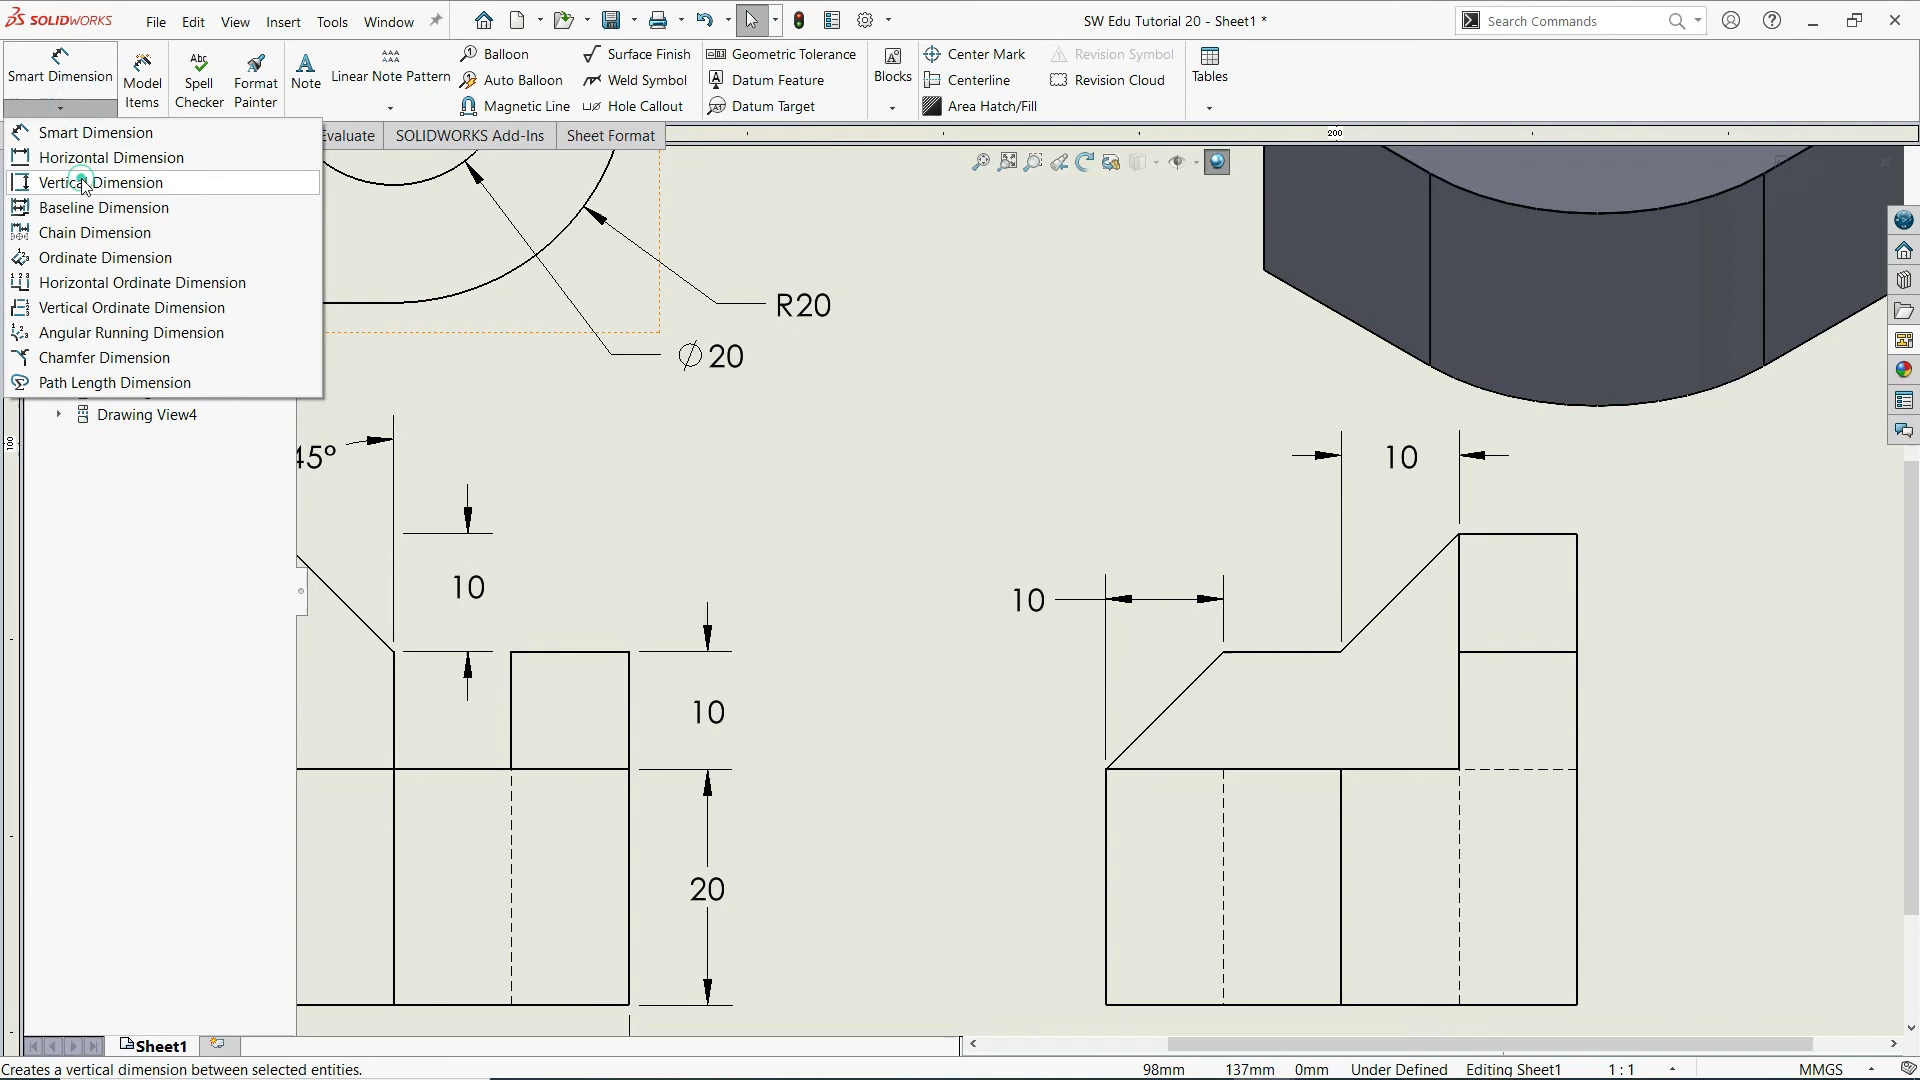 SOLIDWORKS File Edit View Insert Tools Window SW Edu Tutorial 20 - Sheet1 * Search Commands
Smart Dimension
Model Items
Spell Checker
Format Painter
Note
Linear Note Pattern
Balloon
Auto Balloon
Magnetic Line
Surface Finish
Weld Symbol
Hole Callout
Geometric Tolerance
Datum Feature
Datum Target
Blocks
Center Mark
Centerline
Area Hatch/Fill
Revision Symbol
Revision Cloud
Tables
Evaluate SOLIDWORKS Add-Ins Sheet Format
200
Smart Dimension
Horizontal Dimension
Vertical Dimension
Baseline Dimension
Chain Dimension
Ordinate Dimension
Horizontal Ordinate Dimension
Vertical Ordinate Dimension
Angular Running Dimension
Chamfer Dimension
Path Length Dimension
Drawing View4
100
R20
∅20
45°
10
10
10
10
20
Sheet1
Creates a vertical dimension between selected entities. 98mm 137mm 0mm Under Defined Editing Sheet1 1 : 1 MMGS